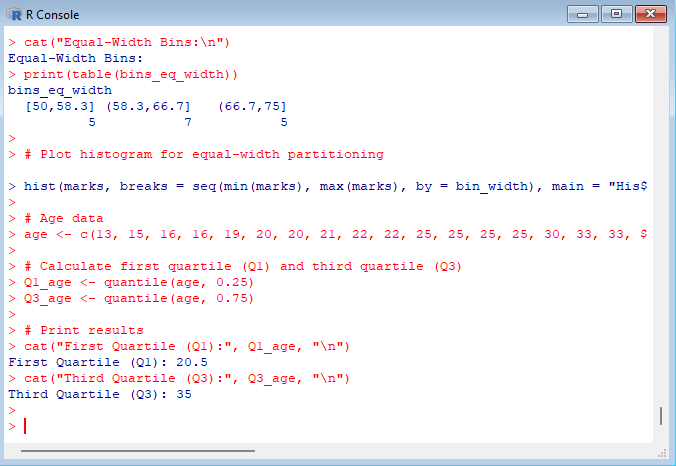 R Console
> cat("Equal-Width Bins:\n")
Equal-Width Bins:
> print(table(bins_eq_width))
bins_eq_width
  [50,58.3] (58.3,66.7]   (66.7,75]
          5           7           5
>
> # Plot histogram for equal-width partitioning
> hist(marks, breaks = seq(min(marks), max(marks), by = bin_width), main = "His$
>
> # Age data
> age <- c(13, 15, 16, 16, 19, 20, 20, 21, 22, 22, 25, 25, 25, 25, 30, 33, 33, $
>
> # Calculate first quartile (Q1) and third quartile (Q3)
> Q1_age <- quantile(age, 0.25)
> Q3_age <- quantile(age, 0.75)
>
> # Print results
> cat("First Quartile (Q1):", Q1_age, "\n")
First Quartile (Q1): 20.5
> cat("Third Quartile (Q3):", Q3_age, "\n")
Third Quartile (Q3): 35
>
>